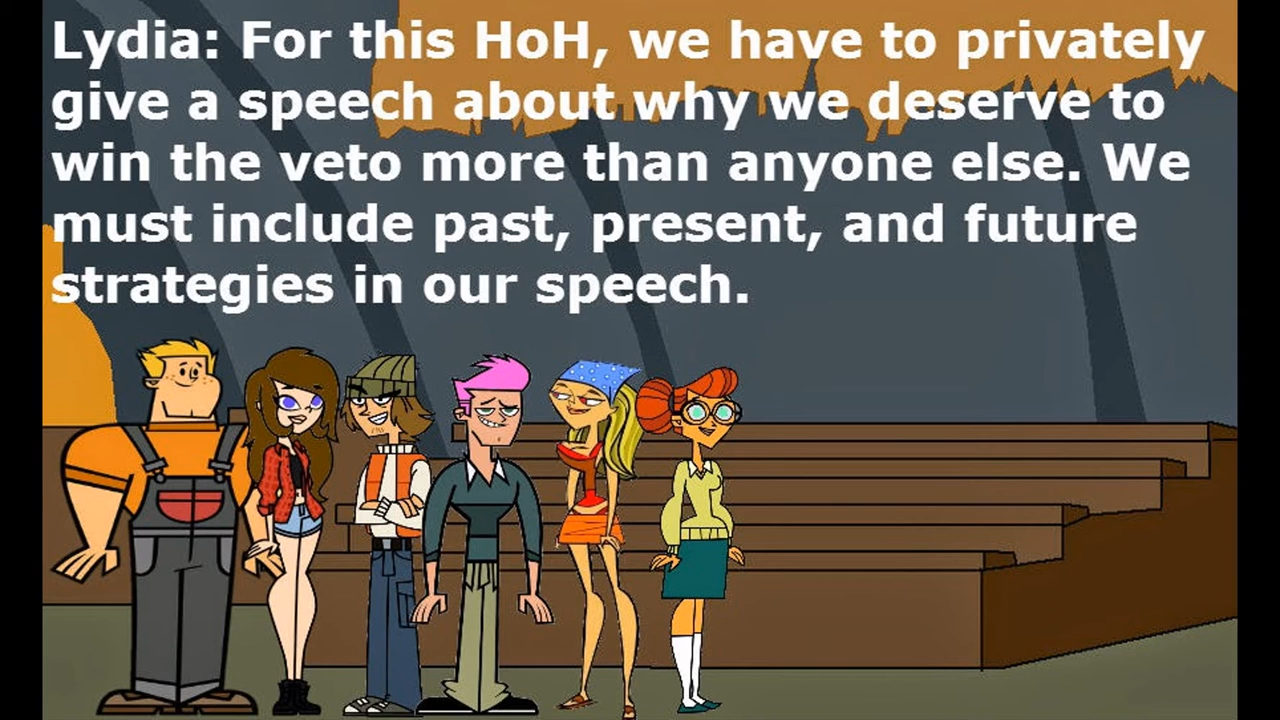 Lydia: For this HoH, we have to privately
give a speech about why we deserve to
win the veto more than anyone else. We
must include past, present, and future
strategies in our speech.